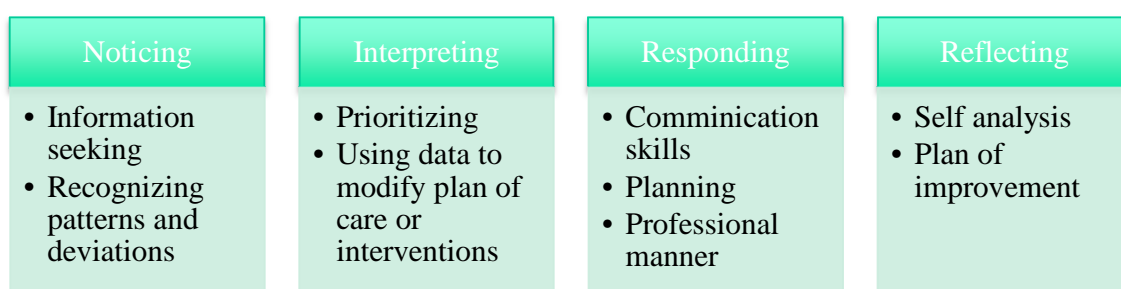 Noticing
• Information
seeking
• Recognizing
patterns and
deviations
Interpreting
• Prioritizing
• Using data to
modify plan of
care or
interventions
Responding
• Comminication
skills
• Planning
• Professional
manner
Reflecting
• Self analysis
• Plan of
improvement